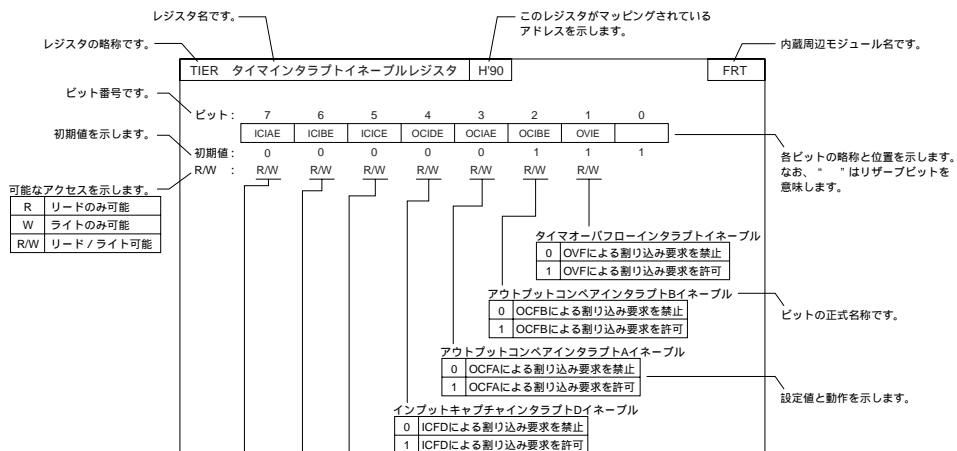 レジスタ名です。
このレジスタがマッピングされている
アドレスを示します。
レジスタの略称です。
内蔵周辺モジュール名です。
TIER タイマインタラプトイネーブルレジスタ H'90
FRT
ビット番号です。
ビット: 7 6 5 4 3 2 1 0
ICIAE ICIBE ICICE OCIDE OCIAE OCIBE OVIE
初期値を示します。
初期値: 0 0 0 0 0 1 1 1
R/W : R/W R/W R/W R/W R/W R/W R/W
各ビットの略称と位置を示します。
なお、“ ”はリザーブビットを
意味します。
可能なアクセスを示します。
R リードのみ可能
W ライトのみ可能
R/W リード / ライト可能
タイマオーバフローインタラプトイネーブル
0 OVFによる割り込み要求を禁止
1 OVFによる割り込み要求を許可
アウトプットコンペアインタラプトBイネーブル
0 OCFBによる割り込み要求を禁止
1 OCFBによる割り込み要求を許可
ビットの正式名称です。
アウトプットコンペアインタラプトAイネーブル
0 OCFAによる割り込み要求を禁止
1 OCFAによる割り込み要求を許可
設定値と動作を示します。
インプットキャプチャインタラプトDイネーブル
0 ICFDによる割り込み要求を禁止
1 ICFDによる割り込み要求を許可